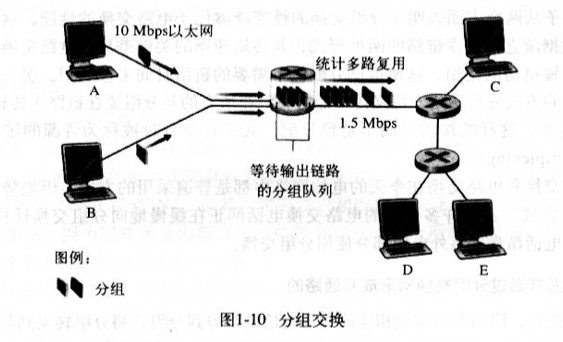 10 Mbps以太网
统计多路复用
A
C
1.5 Mbps
B
等待输出链路
的分组队列
D
E
图例：
分组
图1-10 分组交换